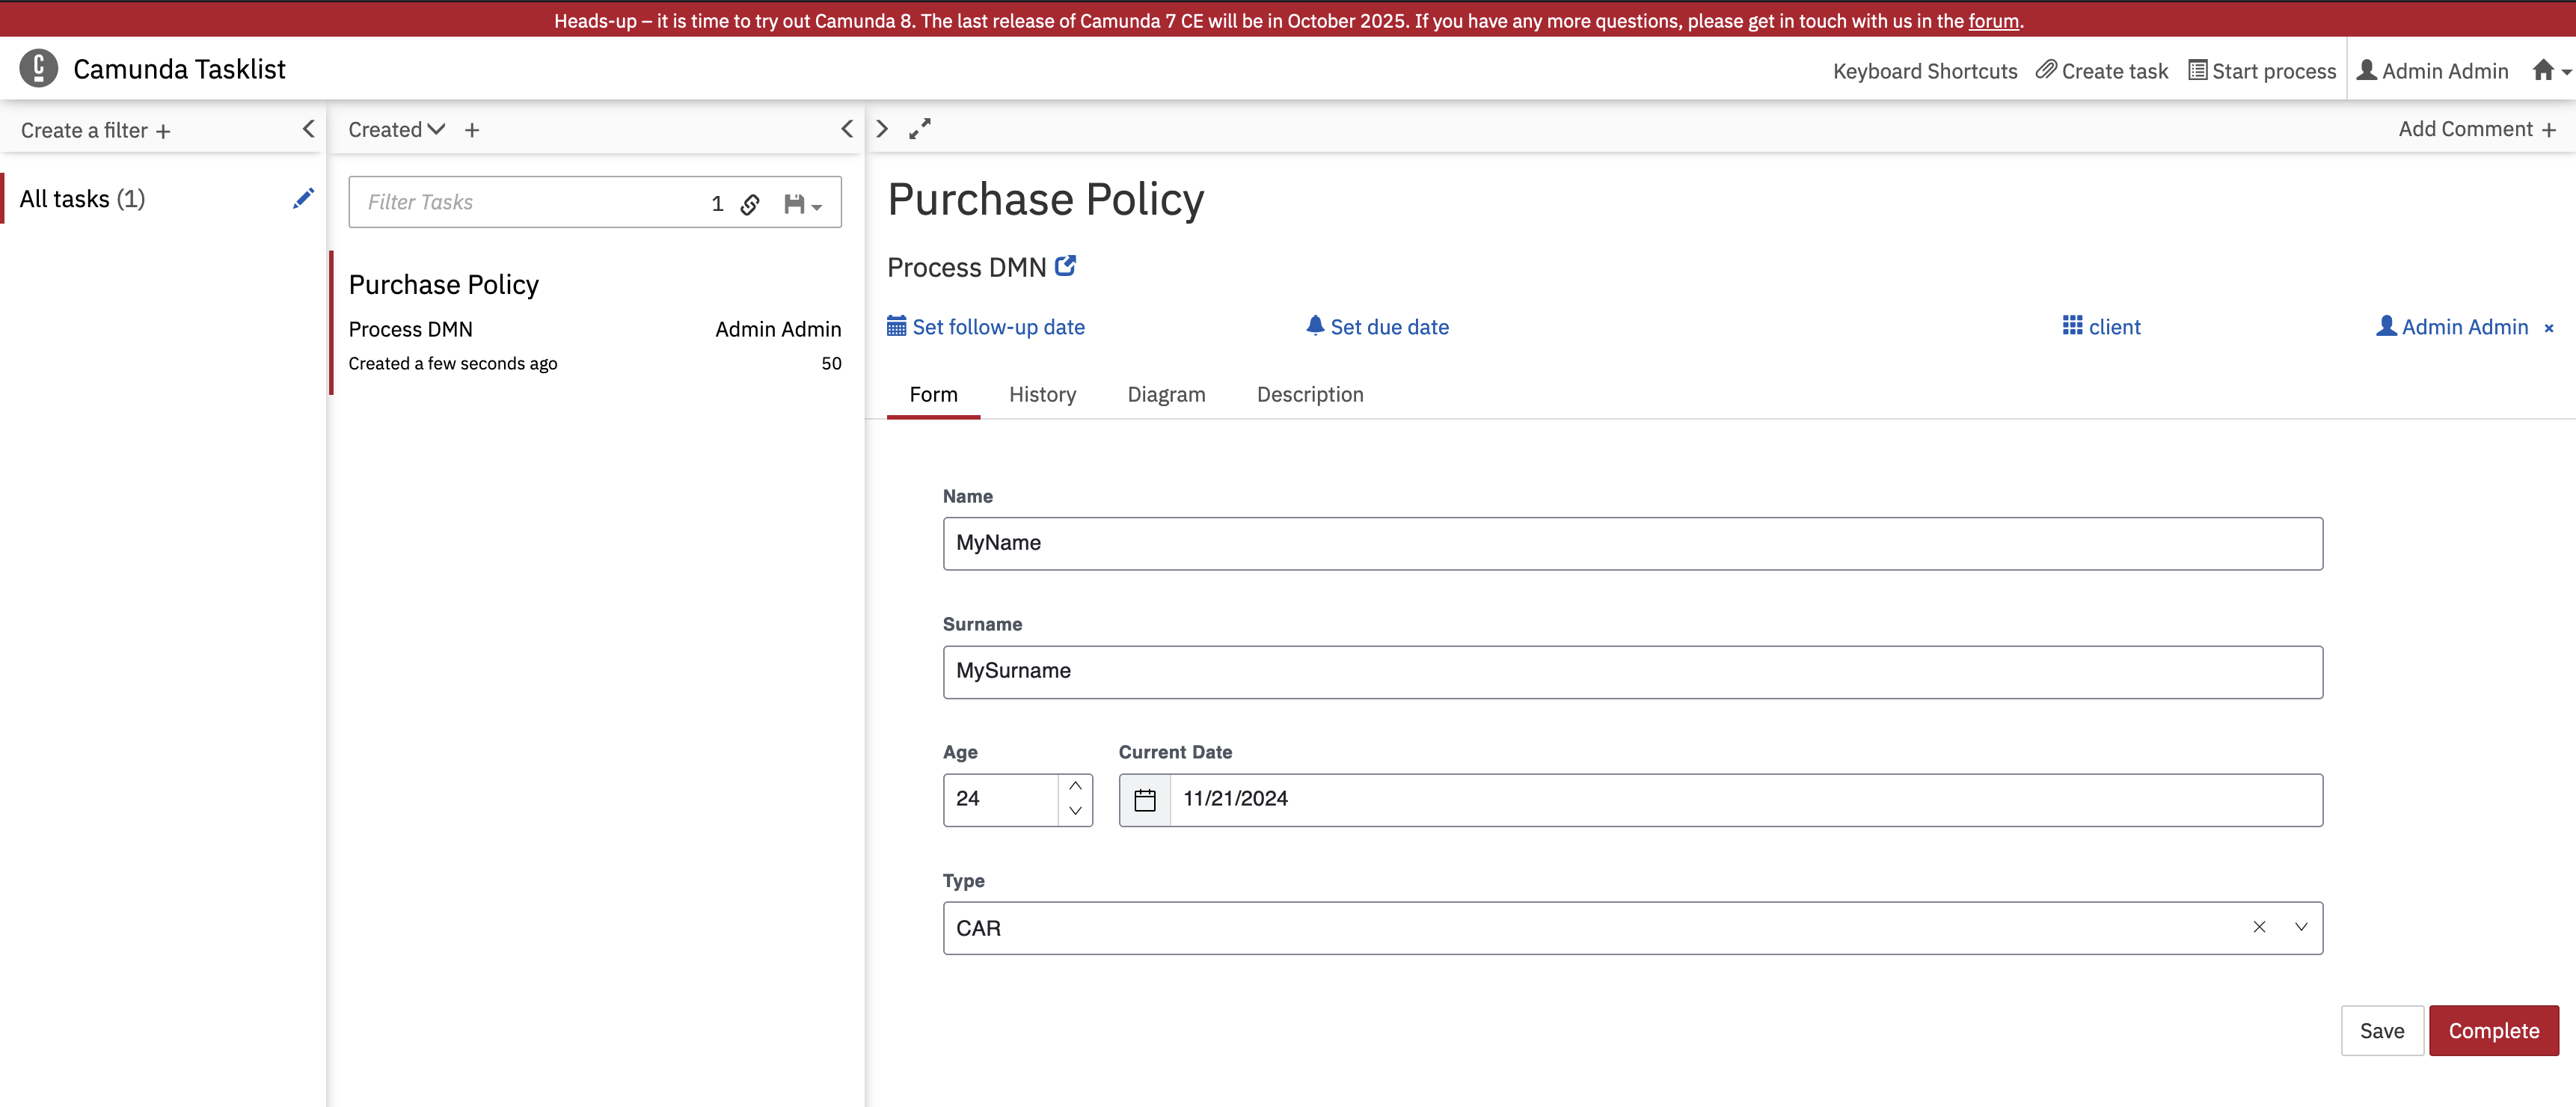 Heads-up – it is time to try out Camunda 8. The last release of Camunda 7 CE will be in October 2025. If you have any more questions, please get in touch with us in the forum.
Camunda Tasklist
Keyboard Shortcuts Create task Start process Admin Admin
Create a filter +
Created +
Add Comment +
All tasks (1)
Filter Tasks 1
Purchase Policy
Process DMN Admin Admin
Created a few seconds ago 50
Purchase Policy
Process DMN
Set follow-up date Set due date client Admin Admin ×
Form History Diagram Description
Name
MyName
Surname
MySurname
Age Current Date
24 11/21/2024
Type
CAR
Save Complete